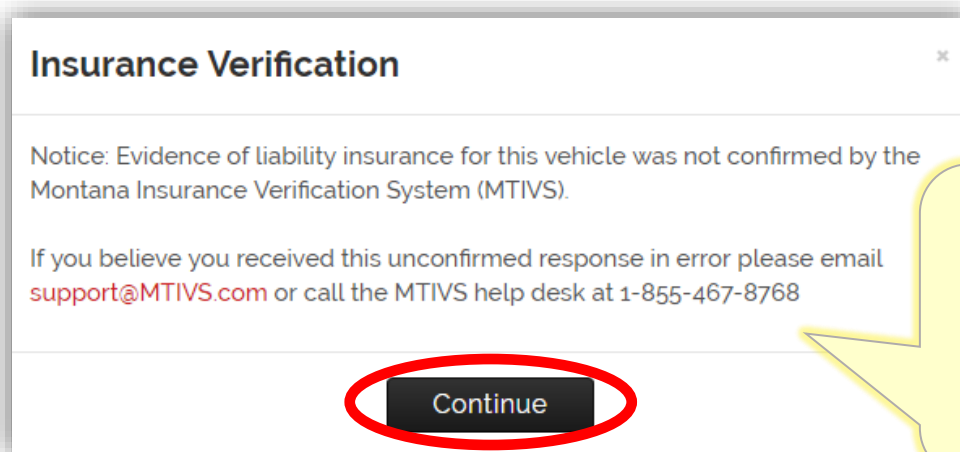 Insurance Verification
×
Notice: Evidence of liability insurance for this vehicle was not confirmed by the
Montana Insurance Verification System (MTIVS).
If you believe you received this unconfirmed response in error please email
support@MTIVS.com or call the MTIVS help desk at 1-855-467-8768
Continue